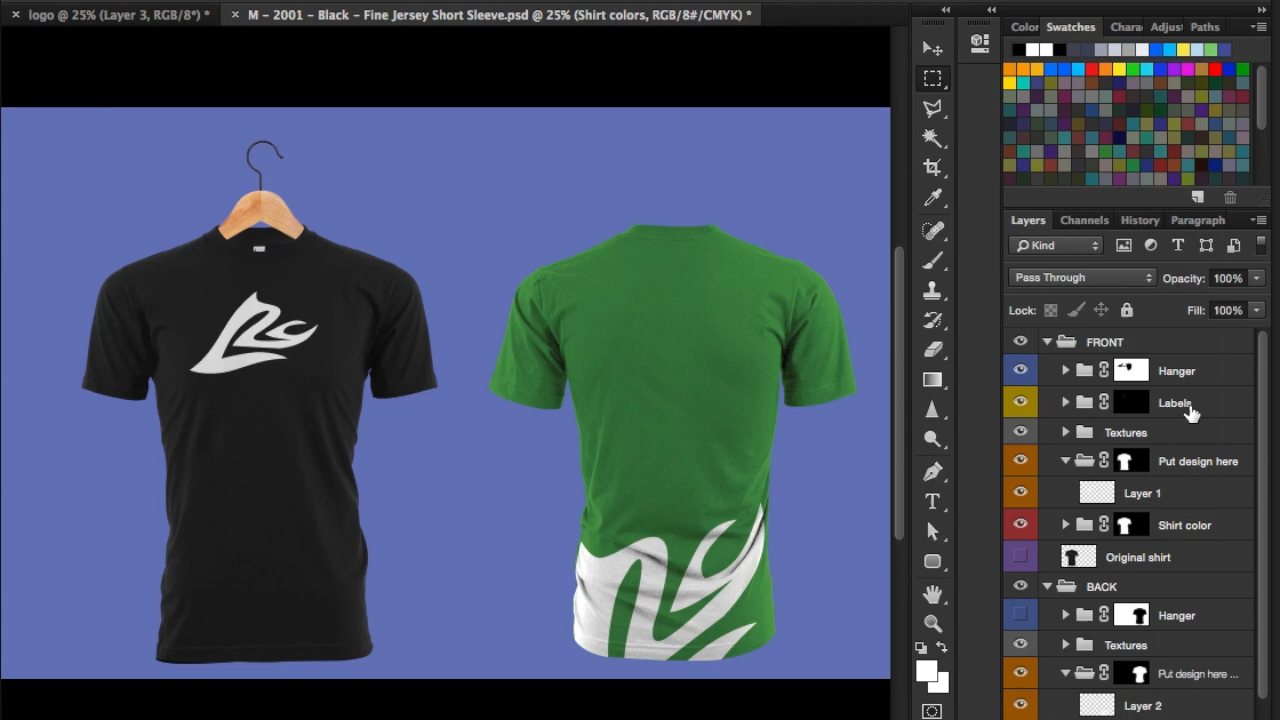 logo @ 25% (Layer 3, RGB/8*) *
M – 2001 – Black – Fine Jersey Short Sleeve.psd @ 25% (Shirt colors, RGB/8#/CMYK) *
Color Swatches Chara Adjus Paths
Layers Channels History Paragraph
Kind
Pass Through Opacity: 100%
Lock: Fill: 100%
FRONT
Hanger
Labels
Textures
Put design here
Layer 1
Shirt color
Original shirt
BACK
Hanger
Textures
Put design here ...
Layer 2